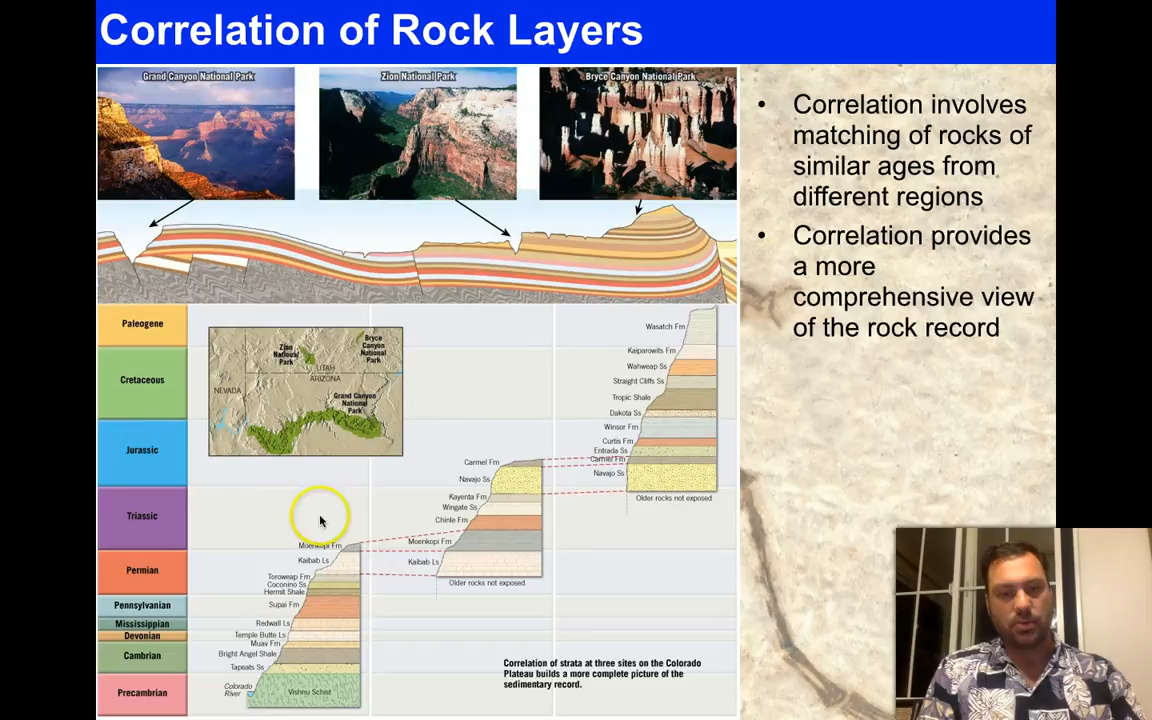 Correlation of Rock Layers
Grand Canyon National Park
Zion National Park
Bryce Canyon National Park
• Correlation involves
matching of rocks of
similar ages from
different regions
• Correlation provides
a more
comprehensive view
of the rock record
Paleogene
Cretaceous
Jurassic
Triassic
Permian
Pennsylvanian
Mississippian
Devonian
Cambrian
Precambrian
Zion
National
Park
Bryce
Canyon
National
Park
UTAH
ARIZONA
NEVADA
Grand Canyon
National
Park
Moenkopi Fm
Kaibab Ls
Toroweap Fm
Coconino Ss
Hermit Shale
Supai Fm
Redwall Ls
Temple Butte Ls
Muav Fm
Bright Angel Shale
Tapeats Ss
Colorado
River
Vishnu Schist
Carmel Fm
Navajo Ss
Kayenta Fm
Wingate Ss
Chinle Fm
Moenkopi Fm
Kaibab Ls
Older rocks not exposed
Wasatch Fm
Kaiparowits Fm
Wahweap Ss
Straight Cliffs Ss
Tropic Shale
Dakota Ss
Winsor Fm
Curtis Fm
Entrada Ss
Carmel Fm
Navajo Ss
Older rocks not exposed
Correlation of strata at three sites on the Colorado
Plateau builds a more complete picture of the
sedimentary record.